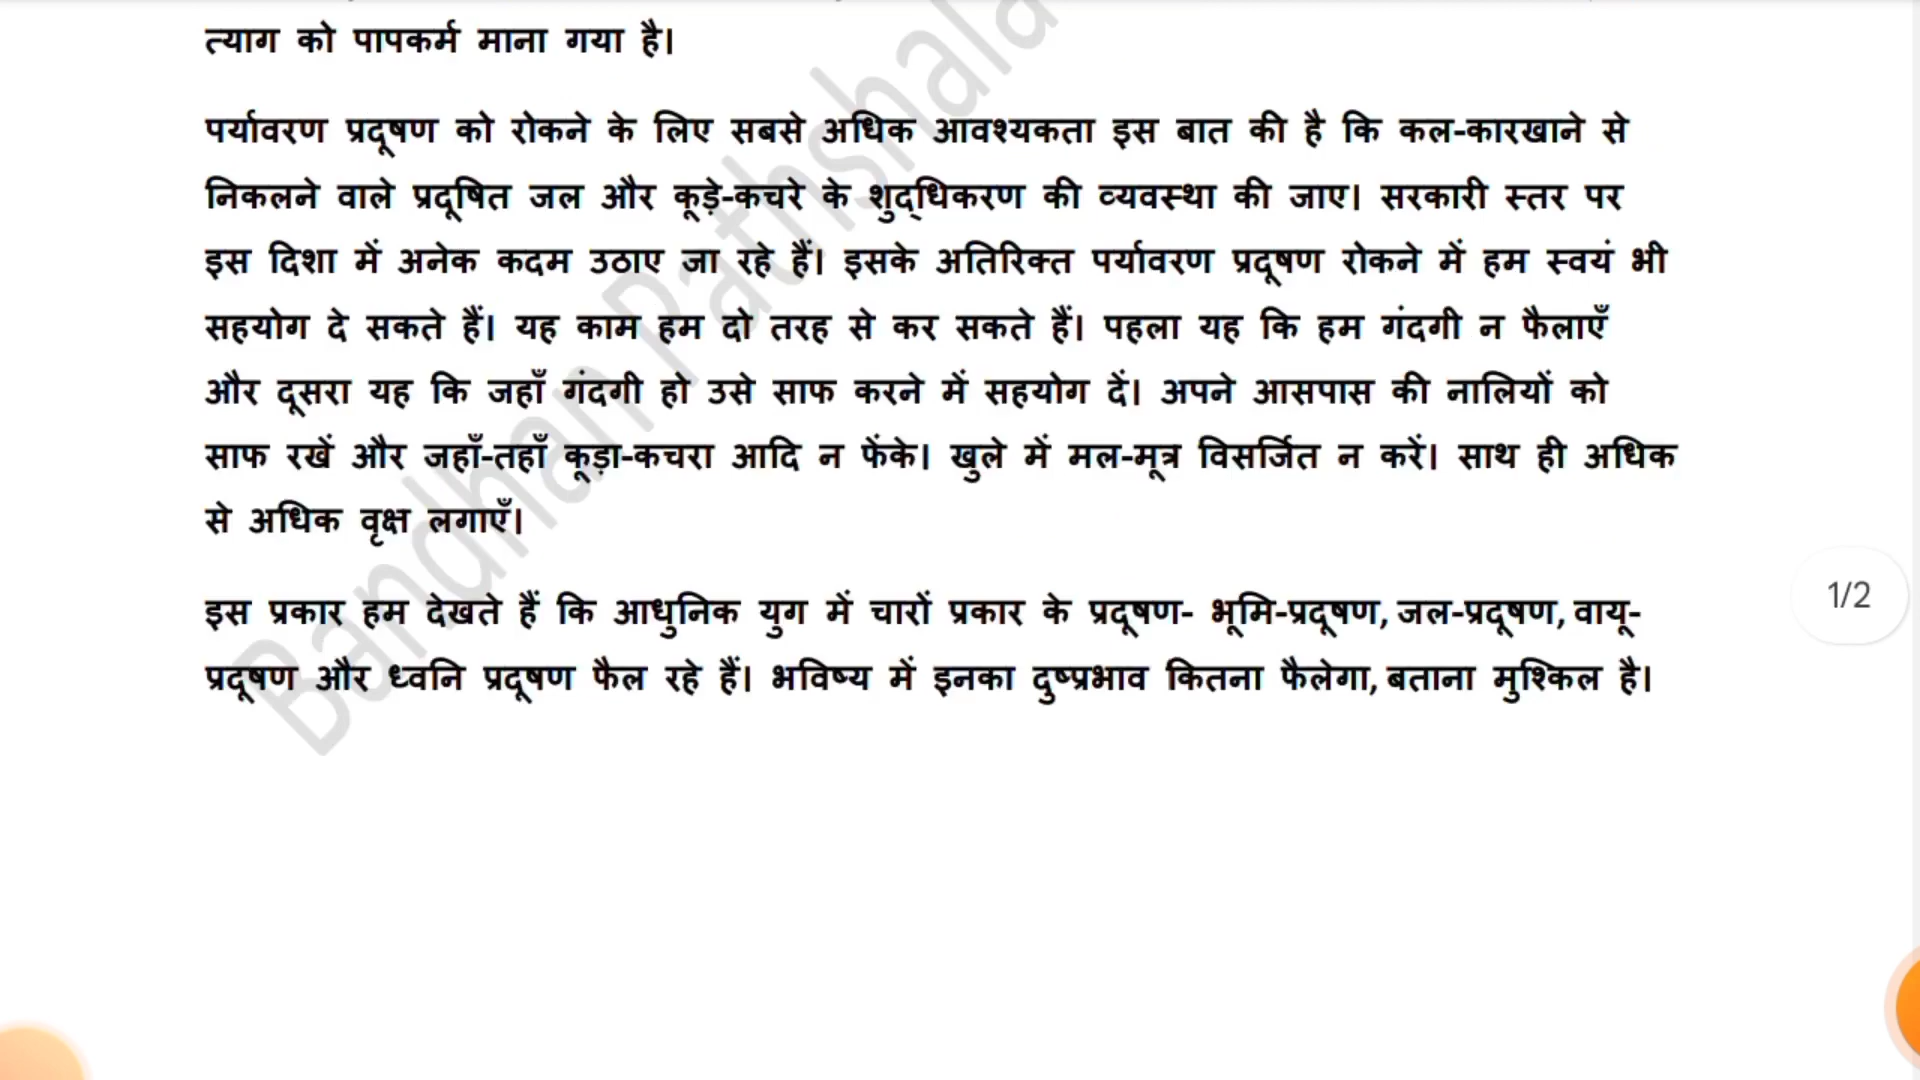 त्याग को पापकर्म माना गया है।
पर्यावरण प्रदूषण को रोकने के लिए सबसे अधिक आवश्यकता इस बात की है कि कल-कारखाने से
निकलने वाले प्रदूषित जल और कूड़े-कचरे के शुद्धिकरण की व्यवस्था की जाए। सरकारी स्तर पर
इस दिशा में अनेक कदम उठाए जा रहे हैं। इसके अतिरिक्त पर्यावरण प्रदूषण रोकने में हम स्वयं भी
सहयोग दे सकते हैं। यह काम हम दो तरह से कर सकते हैं। पहला यह कि हम गंदगी न फैलाएँ
और दूसरा यह कि जहाँ गंदगी हो उसे साफ करने में सहयोग दें। अपने आसपास की नालियों को
साफ रखें और जहाँ-तहाँ कूड़ा-कचरा आदि न फेंके। खुले में मल-मूत्र विसर्जित न करें। साथ ही अधिक
से अधिक वृक्ष लगाएँ।
इस प्रकार हम देखते हैं कि आधुनिक युग में चारों प्रकार के प्रदूषण- भूमि-प्रदूषण, जल-प्रदूषण, वायू-
प्रदूषण और ध्वनि प्रदूषण फैल रहे हैं। भविष्य में इनका दुष्प्रभाव कितना फैलेगा, बताना मुश्किल है।
Bandhan Pathshala
1/2